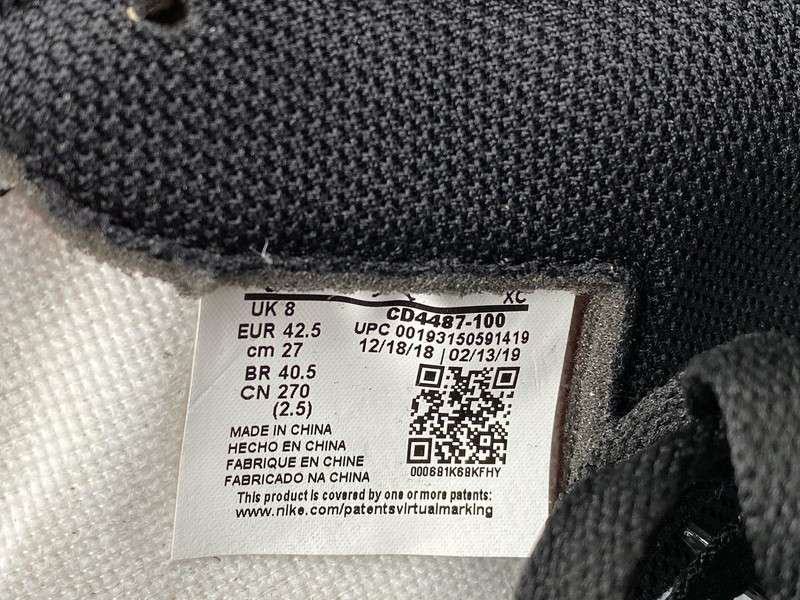 XC
UK 8
EUR 42.5
cm 27
BR 40.5
CN 270
(2.5)
CD4487-100
UPC 00193150591419
12/18/18 | 02/13/19
000681K68KFHY
MADE IN CHINA
HECHO EN CHINA
FABRIQUE EN CHINE
FABRICADO NA CHINA
This product is covered by one or more patents:
www.nike.com/patentsvirtualmarking